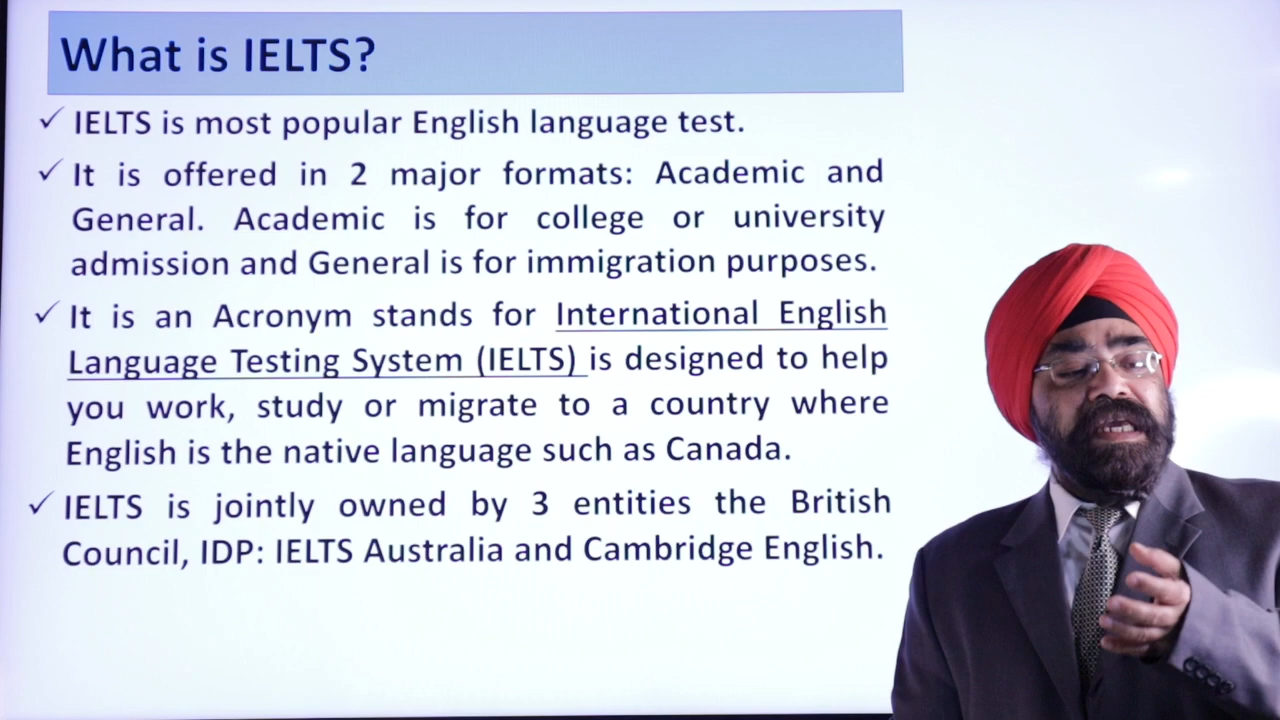 What is IELTS?
✓ IELTS is most popular English language test.
✓ It is offered in 2 major formats: Academic and
General. Academic is for college or university
admission and General is for immigration purposes.
✓ It is an Acronym stands for International English
Language Testing System (IELTS) is designed to help
you work, study or migrate to a country where
English is the native language such as Canada.
✓ IELTS is jointly owned by 3 entities the British
Council, IDP: IELTS Australia and Cambridge English.